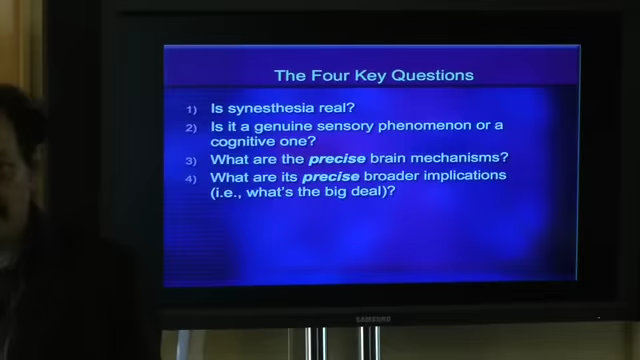 The Four Key Questions
1) Is synesthesia real?
2) Is it a genuine sensory phenomenon or a
cognitive one?
3) What are the precise brain mechanisms?
4) What are its precise broader implications
(i.e., what's the big deal)?
SAMSUNG